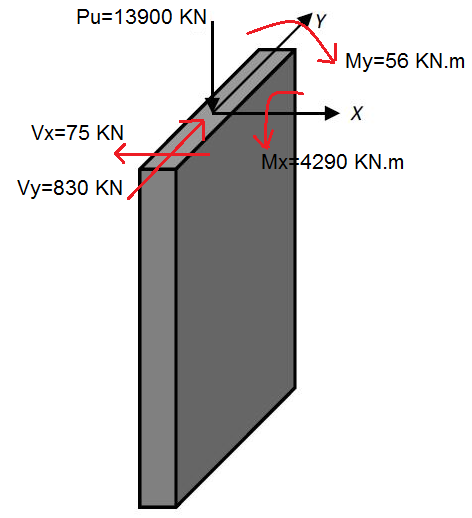 Pu=13900 KN
Y
My=56 KN.m
X
Vx=75 KN
Mx=4290 KN.m
Vy=830 KN